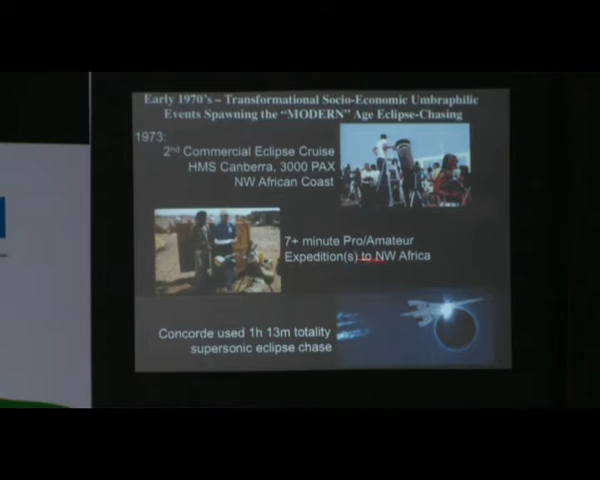 Early 1970's – Transformational Socio-Economic Umbraphilic
Events Spawning the "MODERN" Age Eclipse-Chasing
1973:
2nd Commercial Eclipse Cruise
HMS Canberra, 3000 PAX
NW African Coast
7+ minute Pro/Amateur
Expedition(s) to NW Africa
Concorde used 1h 13m totality
supersonic eclipse chase